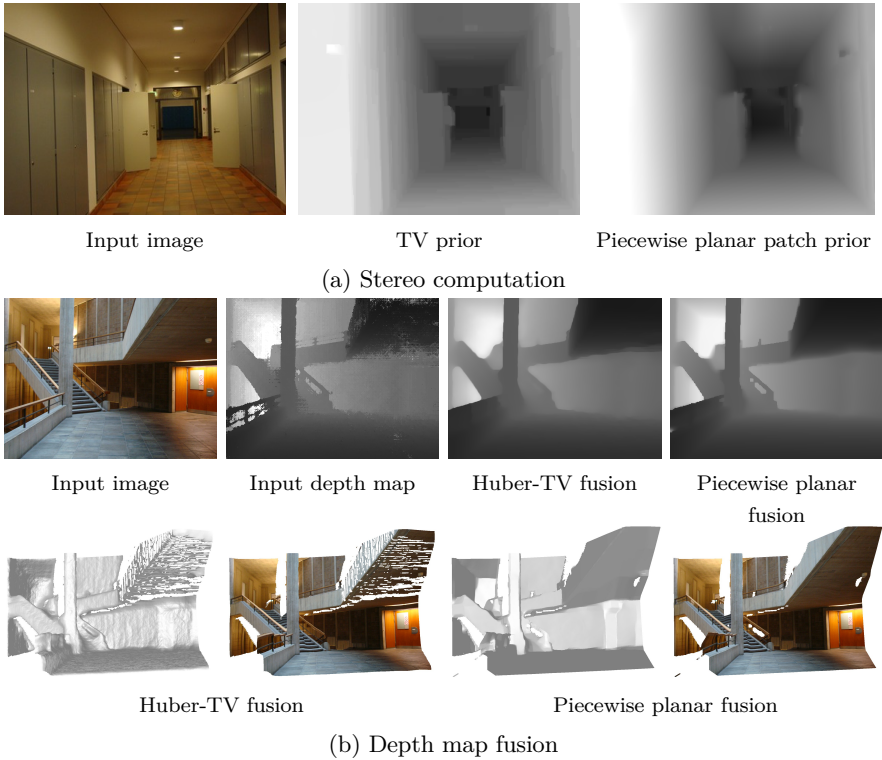 Input image
TV prior
Piecewise planar patch prior
(a) Stereo computation
Input image
Input depth map
Huber-TV fusion
Piecewise planar
fusion
Huber-TV fusion
Piecewise planar fusion
(b) Depth map fusion